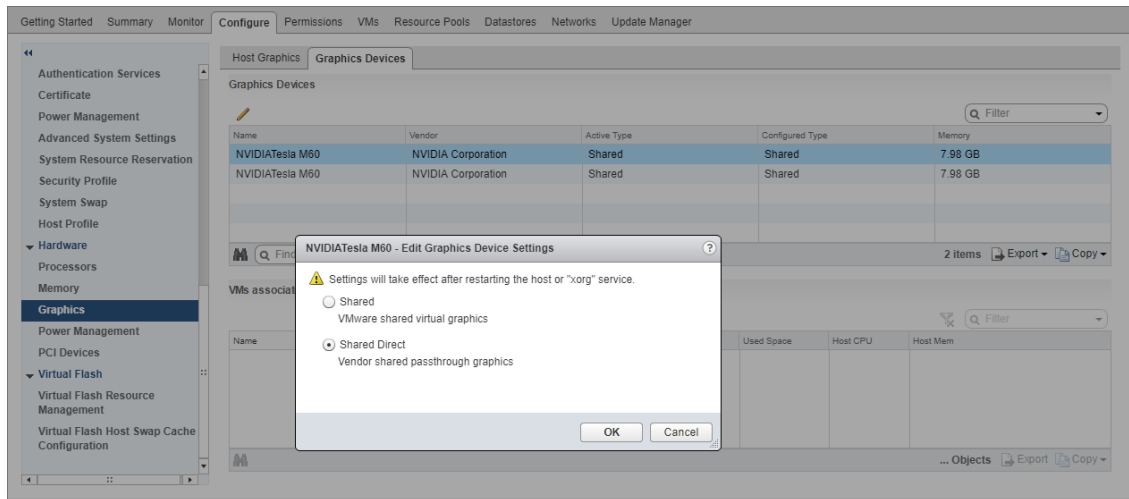 Getting Started Summary Monitor Configure Permissions VMs Resource Pools Datastores Networks Update Manager
Authentication Services
Certificate
Power Management
Advanced System Settings
System Resource Reservation
Security Profile
System Swap
Host Profile
Hardware
Processors
Memory
Graphics
Power Management
PCI Devices
Virtual Flash
Virtual Flash Resource
Management
Virtual Flash Host Swap Cache
Configuration
Host Graphics Graphics Devices
Graphics Devices
Filter
Name Vendor Active Type Configured Type Memory
NVIDIATesla M60 NVIDIA Corporation Shared Shared 7.98 GB
NVIDIATesla M60 NVIDIA Corporation Shared Shared 7.98 GB
Find
2 items Export Copy
VMs associat
Filter
Name Used Space Host CPU Host Mem
... Objects Export Copy
NVIDIATesla M60 - Edit Graphics Device Settings ?
Settings will take effect after restarting the host or "xorg" service.
Shared
VMware shared virtual graphics
Shared Direct
Vendor shared passthrough graphics
OK Cancel